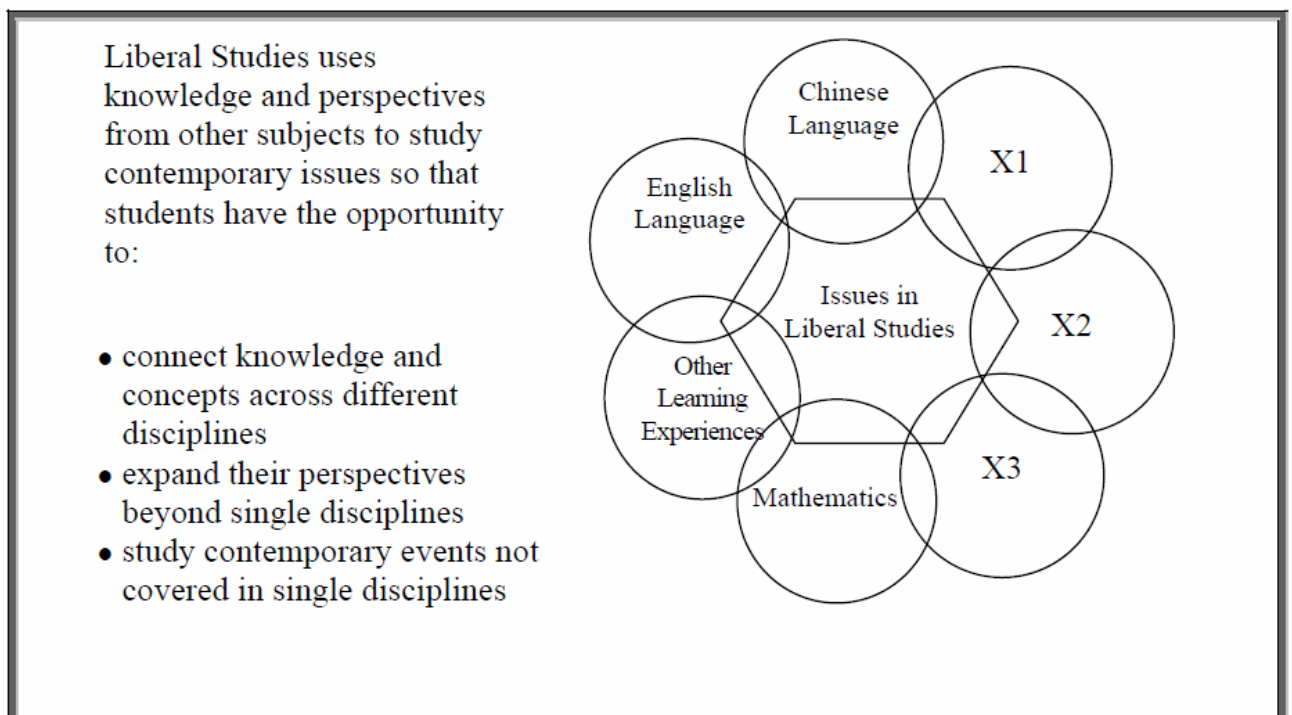 Liberal Studies uses
knowledge and perspectives
from other subjects to study
contemporary issues so that
students have the opportunity
to:
● connect knowledge and
concepts across different
disciplines
● expand their perspectives
beyond single disciplines
● study contemporary events not
covered in single disciplines
Chinese
Language
X1
English
Language
Issues in
Liberal Studies
X2
Other
Learning
Experiences
X3
Mathematics